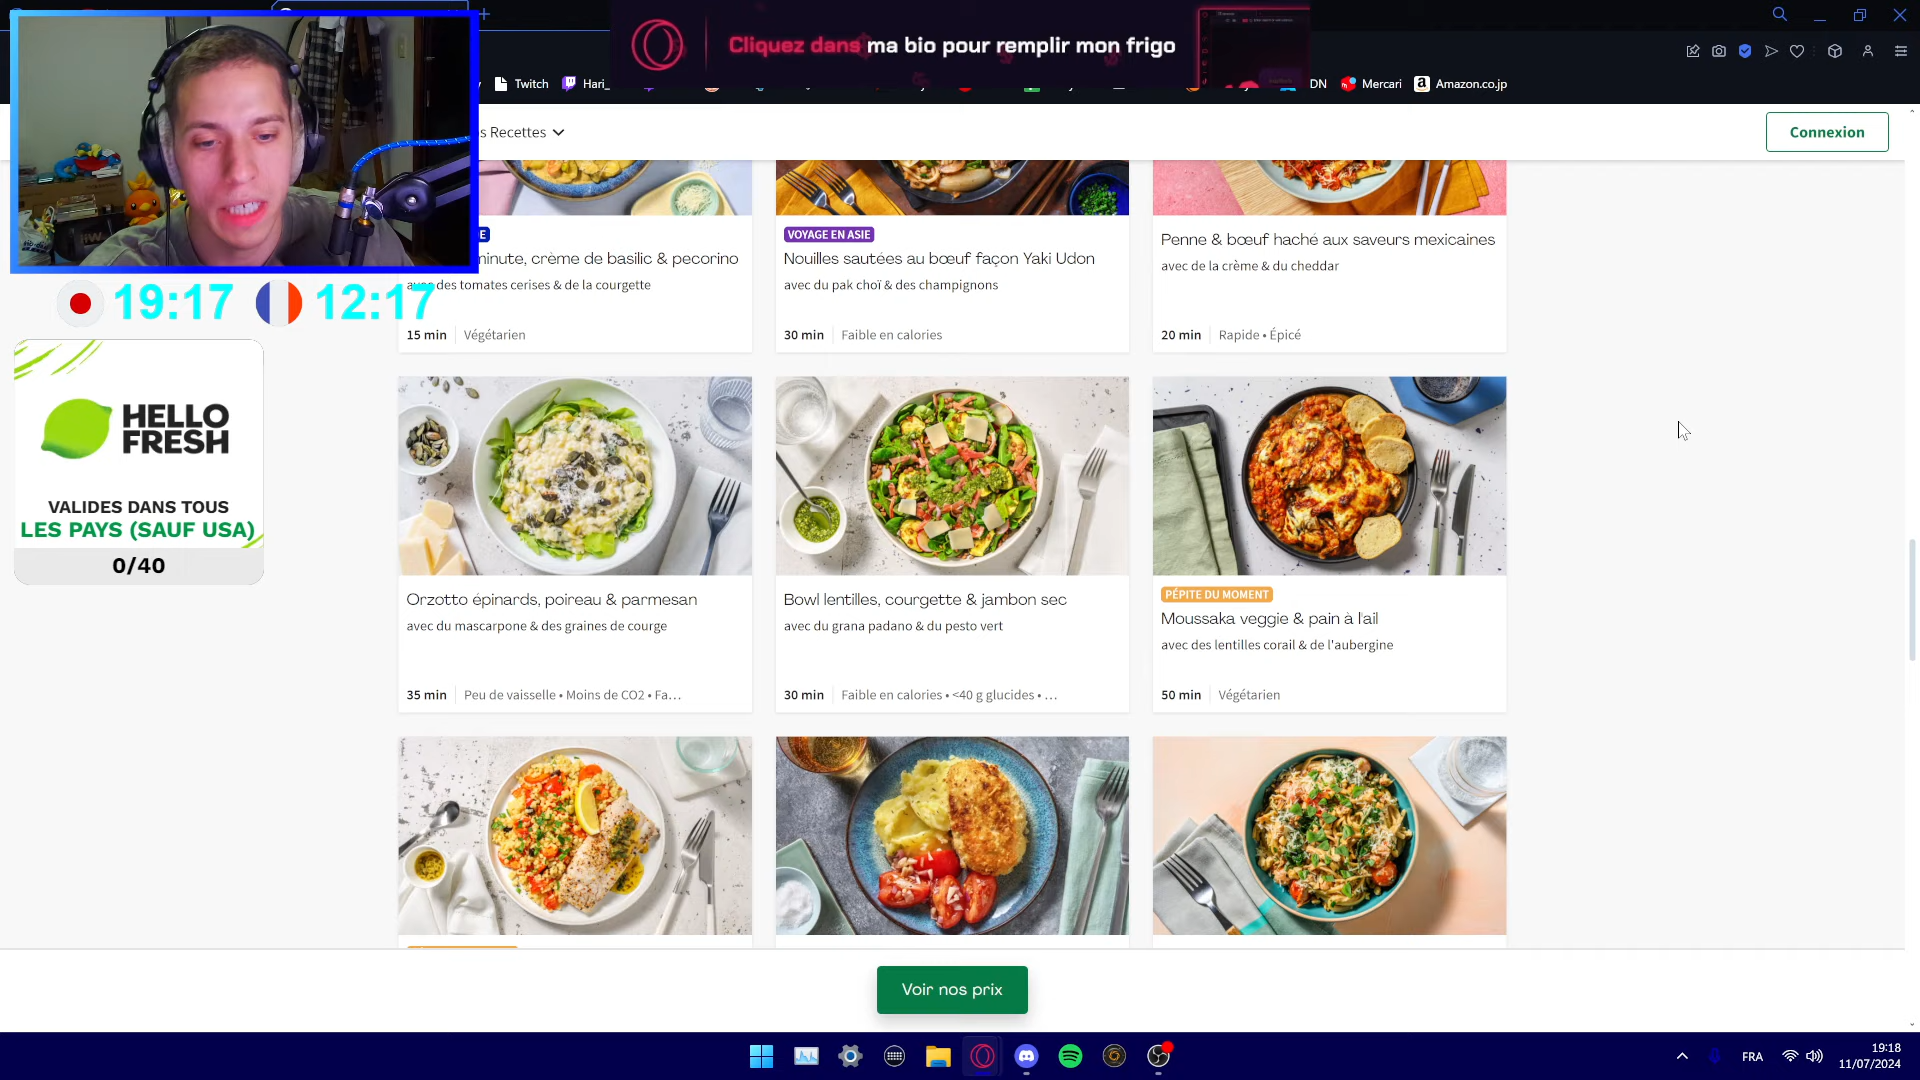 Cliquez dans ma bio pour remplir mon frigo
Twitch
Hari_
DN
Mercari
Amazon.co.jp
s Recettes
Connexion
minute, crème de basilic & pecorino
avec des tomates cerises & de la courgette
15 min
Végétarien
VOYAGE EN ASIE
Nouilles sautées au bœuf façon Yaki Udon
avec du pak choï & des champignons
30 min
Faible en calories
Penne & bœuf haché aux saveurs mexicaines
avec de la crème & du cheddar
20 min
Rapide • Épicé
19:17
12:17
HELLO
FRESH
VALIDES DANS TOUS
LES PAYS (SAUF USA)
0/40
Orzotto épinards, poireau & parmesan
avec du mascarpone & des graines de courge
35 min
Peu de vaisselle • Moins de CO2 • Fa...
Bowl lentilles, courgette & jambon sec
avec du grana padano & du pesto vert
30 min
Faible en calories • <40 g glucides • ...
PÉPITE DU MOMENT
Moussaka veggie & pain à l'ail
avec des lentilles corail & de l'aubergine
50 min
Végétarien
Voir nos prix
FRA
19:18
11/07/2024